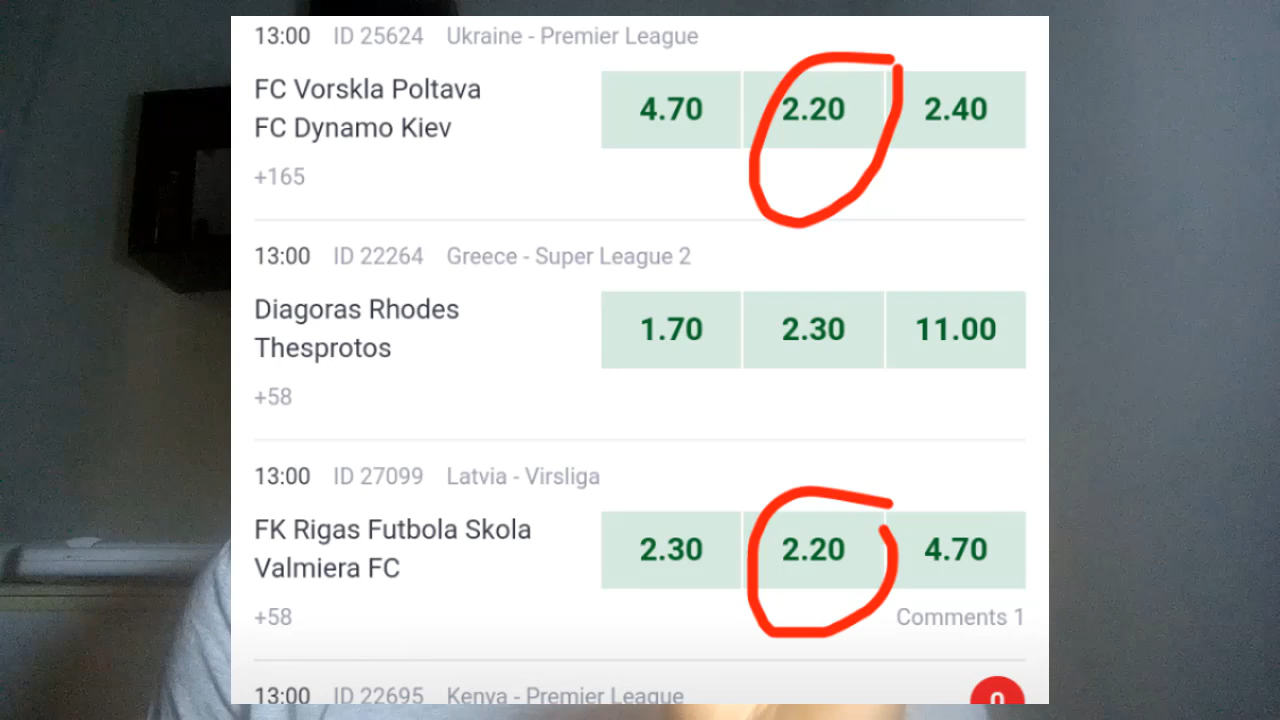 13:00 ID 25624 Ukraine - Premier League
FC Vorskla Poltava
FC Dynamo Kiev
4.70 2.20 2.40
+165
13:00 ID 22264 Greece - Super League 2
Diagoras Rhodes
Thesprotos
1.70 2.30 11.00
+58
13:00 ID 27099 Latvia - Virsliga
FK Rigas Futbola Skola
Valmiera FC
2.30 2.20 4.70
+58 Comments 1
13:00 ID 22695 Kenya - Premier League
0